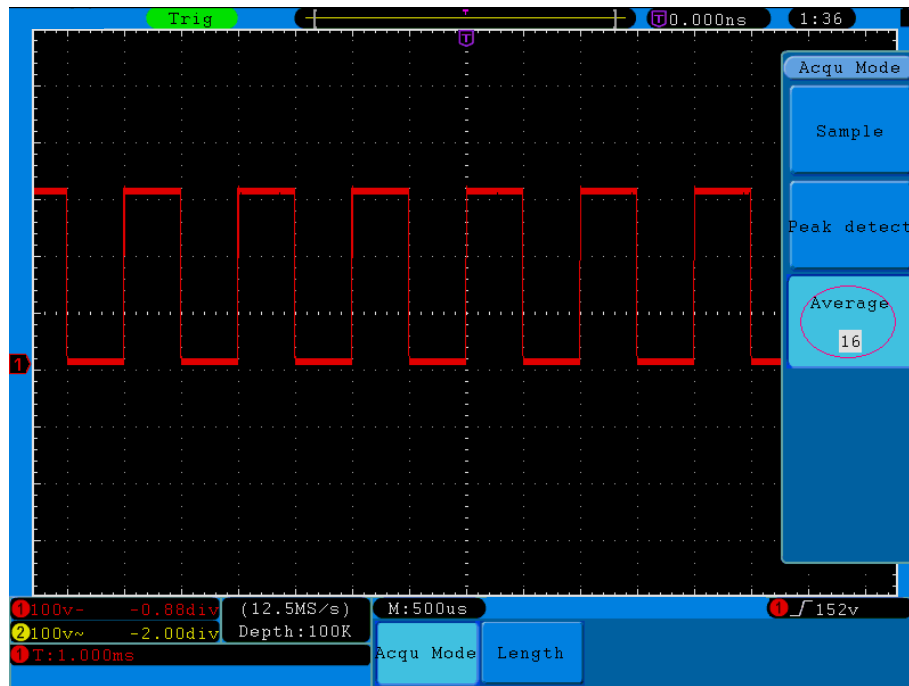 Trig
T 0.000ns
1:36
T
Acqu Mode
Sample
Peak detect
Average
16
1
1 100v- -0.88div
2 100v~ -2.00div
1 T:1.000ms
(12.5MS/s)
Depth:100K
M:500us
1 152v
Acqu Mode
Length